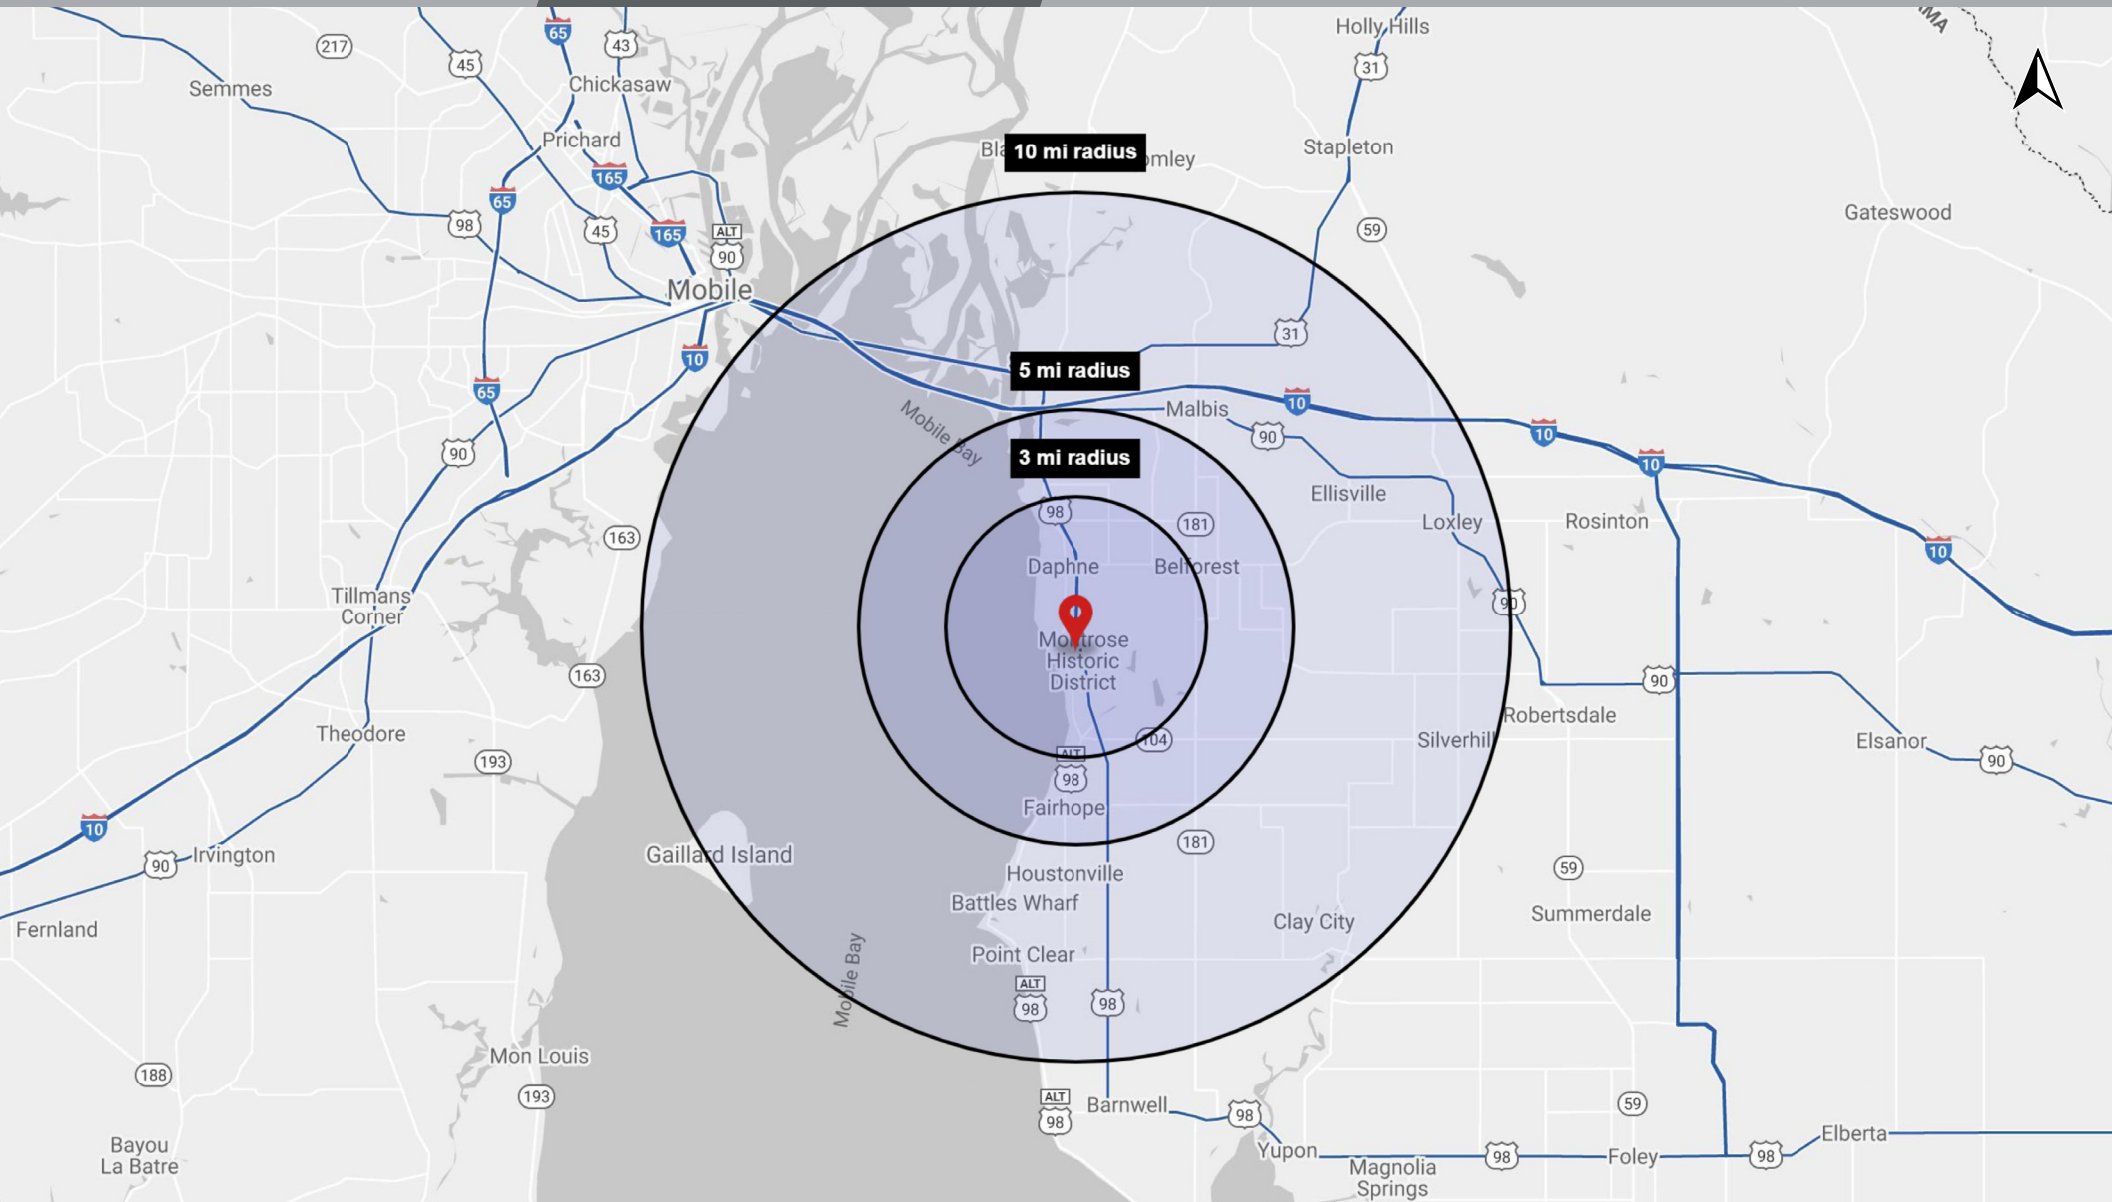 65
43
217
45
Holly Hills
31
Semmes
Chickasaw
Prichard
Stapleton
10 mi radius
165
65
Gateswood
98
45
165
ALT
90
59
Mobile
31
10
5 mi radius
65
10
Malbis
Mobile Bay
10
90
90
3 mi radius
10
Ellisville
98
181
Loxley
Rosinton
163
10
Daphne
Belforest
Tillmans
Corner
90
Montrose
Historic
District
163
90
Robertsdale
Theodore
104
Silverhill
Elsanor
ALT
98
193
90
Fairhope
10
181
Irvington
90
Gaillard Island
59
Houstonville
Battles Wharf
Summerdale
Clay City
Fernland
Point Clear
Mobile Bay
ALT
98
98
Mon Louis
188
193
ALT
98
Barnwell
98
59
Elberta
Bayou
La Batre
Yupon
98
Foley
98
Magnolia
Springs